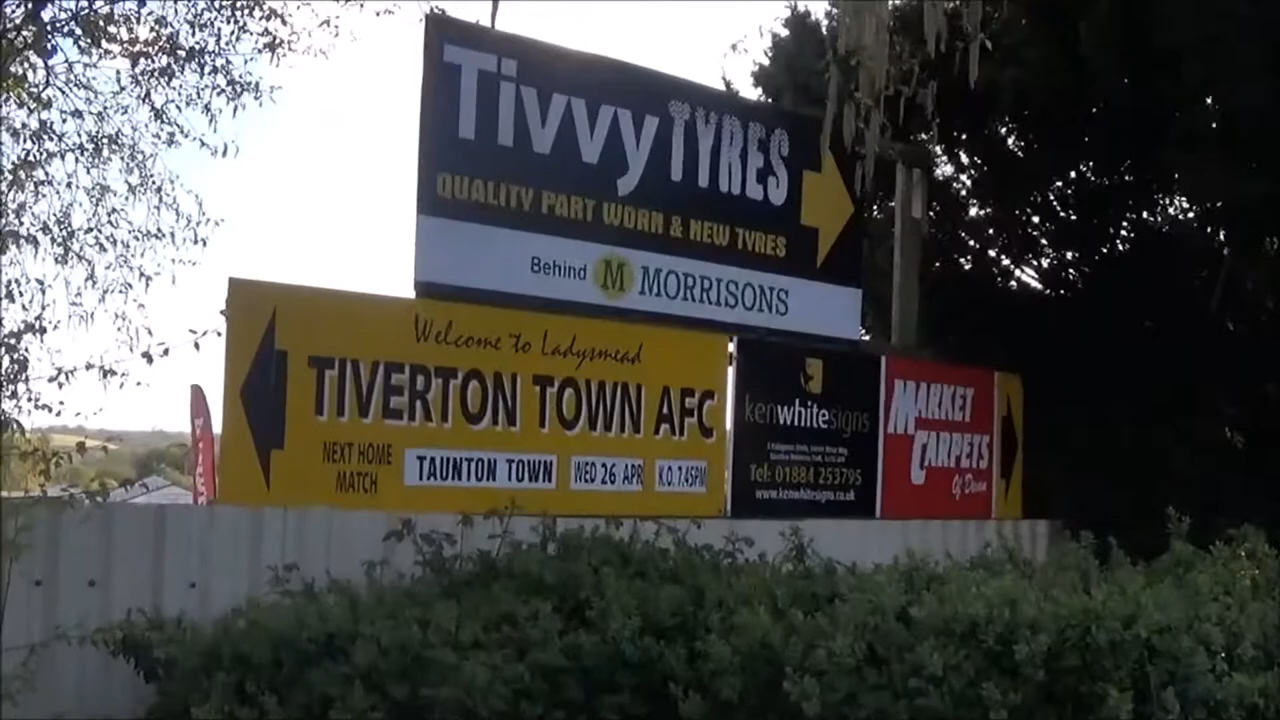 Tivvy TYRES
QUALITY PART WORN & NEW TYRES
Behind M MORRISONS
Welcome to Ladysmead
TIVERTON TOWN AFC
NEXT HOME MATCH
TAUNTON TOWN WED 26 APR K.O. 7.45PM
kenwhitesigns
Tel: 01884 253795
www.kenwhitesigns.co.uk
MARKET
CARPETS
Of Devon